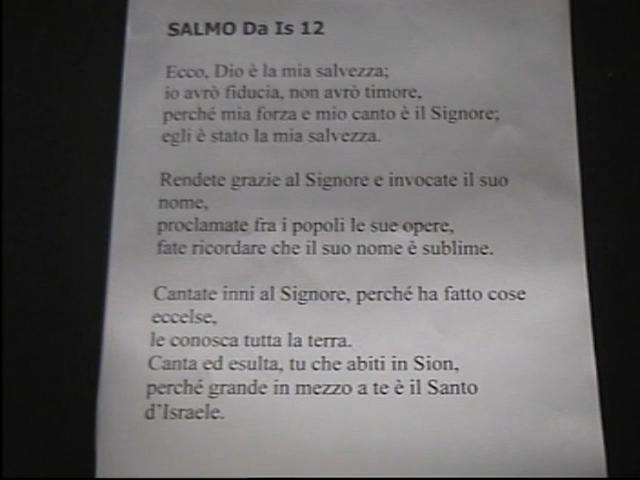 SALMO Da Is 12
Ecco, Dio è la mia salvezza;
io avrò fiducia, non avrò timore,
perché mia forza e mio canto è il Signore;
egli è stato la mia salvezza.
Rendete grazie al Signore e invocate il suo
nome,
proclamate fra i popoli le sue opere,
fate ricordare che il suo nome è sublime.
Cantate inni al Signore, perché ha fatto cose
eccelse,
le conosca tutta la terra.
Canta ed esulta, tu che abiti in Sion,
perché grande in mezzo a te è il Santo
d'Israele.